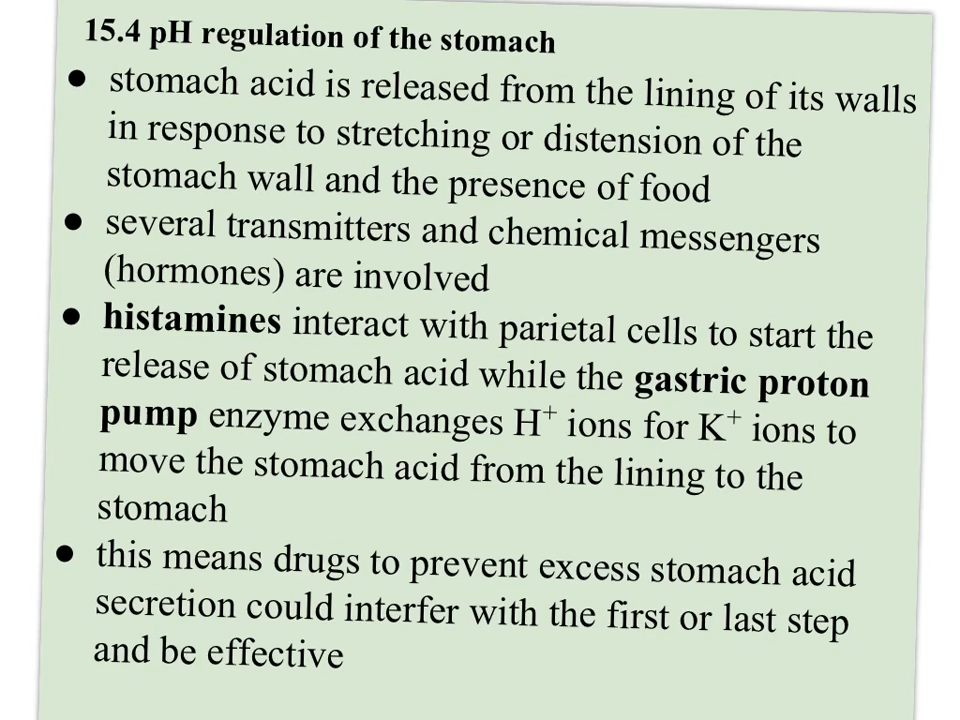 15.4 pH regulation of the stomach
● stomach acid is released from the lining of its walls
in response to stretching or distension of the
stomach wall and the presence of food
● several transmitters and chemical messengers
(hormones) are involved
● histamines interact with parietal cells to start the
release of stomach acid while the gastric proton
pump enzyme exchanges H⁺ ions for K⁺ ions to
move the stomach acid from the lining to the
stomach
● this means drugs to prevent excess stomach acid
secretion could interfer with the first or last step
and be effective